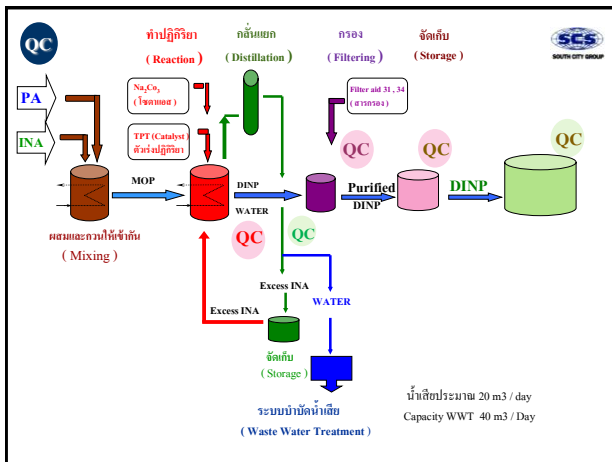 QC
ทำปฏิกิริยา
( Reaction )
กลั่นแยก
( Distillation )
กรอง
( Filtering )
จัดเก็บ
( Storage )
SCS
SOUTH CITY GROUP
PA
INA
Na2Co3
( โซดาแอส )
TPT (Catalyst )
ตัวเร่งปฏิกิริยา
Filter aid 31 , 34
( สารกรอง )
QC
QC
QC
MOP
DINP
WATER
Purified
DINP
DINP
ผสมและกวนให้เข้ากัน
( Mixing )
QC
QC
Excess INA
WATER
Excess INA
จัดเก็บ
( Storage )
ระบบบำบัดน้ำเสีย
( Waste Water Treatment )
น้ำเสียประมาณ 20 m3 / day
Capacity WWT 40 m3 / Day